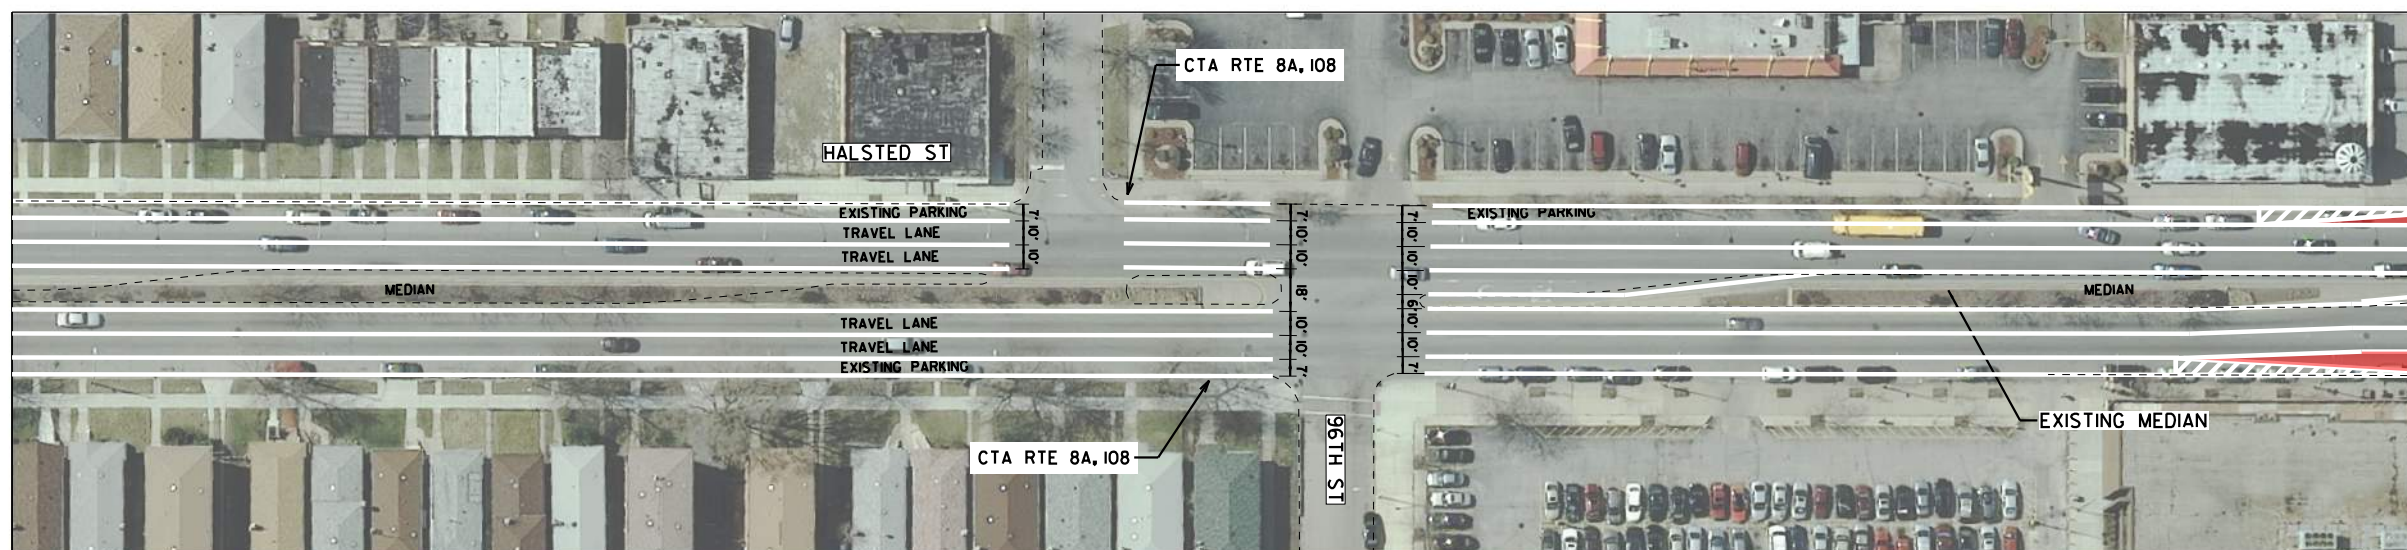 CTA RTE 8A, 108
HALSTED ST
EXISTING PARKING
TRAVEL LANE
TRAVEL LANE
MEDIAN
TRAVEL LANE
TRAVEL LANE
EXISTING PARKING
7' 10' 10'
7' 10' 10' 18' 10' 10' 7'
7' 10' 10' 10' 6' 10' 10' 7'
EXISTING PARKING
MEDIAN
EXISTING MEDIAN
CTA RTE 8A, 108
96TH ST